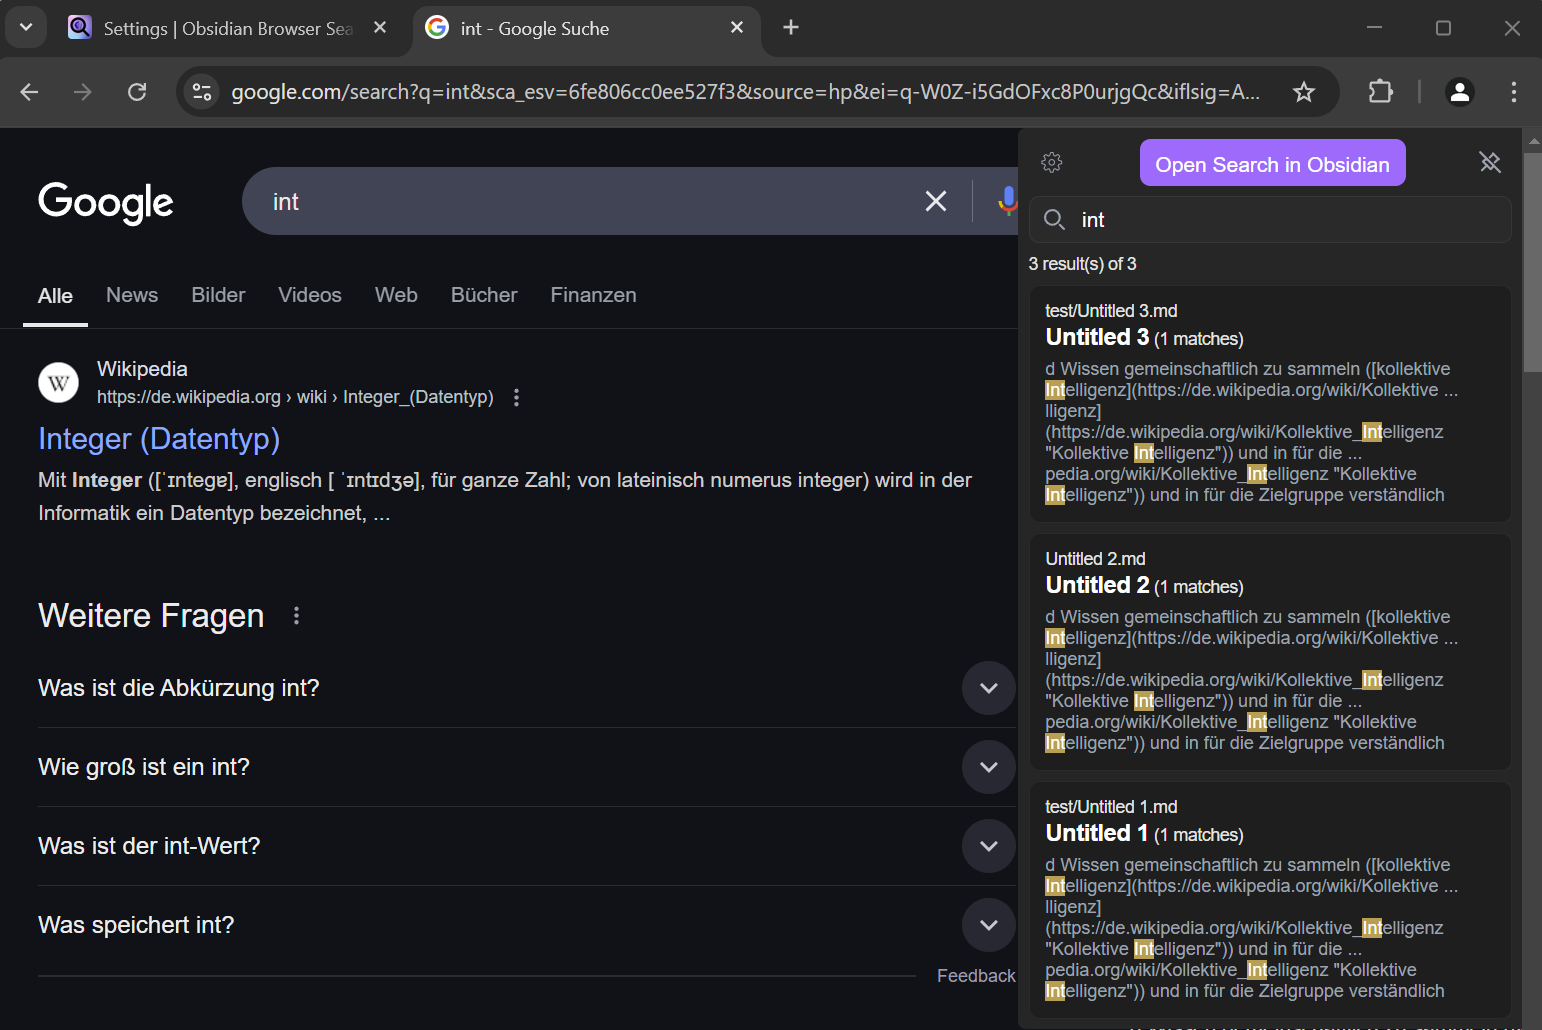 Settings | Obsidian Browser Sea
int - Google Suche
google.com/search?q=int&sca_esv=6fe806cc0ee527f3&source=hp&ei=q-W0Z-i5GdOFxc8P0urjgQc&iflsig=A...
Google
int
Alle News Bilder Videos Web Bücher Finanzen
W
Wikipedia
https://de.wikipedia.org › wiki › Integer_(Datentyp)
Integer (Datentyp)
Mit Integer ([ˈɪnteɡɐ], englisch [ ˈɪntɪdʒə], für ganze Zahl; von lateinisch numerus integer) wird in der
Informatik ein Datentyp bezeichnet, ...
Weitere Fragen
Was ist die Abkürzung int?
Wie groß ist ein int?
Was ist der int-Wert?
Was speichert int?
Feedback
Open Search in Obsidian
int
3 result(s) of 3
test/Untitled 3.md
Untitled 3 (1 matches)
d Wissen gemeinschaftlich zu sammeln ([kollektive
Intelligenz](https://de.wikipedia.org/wiki/Kollektive ...
lligenz]
(https://de.wikipedia.org/wiki/Kollektive_Intelligenz
"Kollektive Intelligenz")) und in für die ...
pedia.org/wiki/Kollektive_Intelligenz "Kollektive
Intelligenz")) und in für die Zielgruppe verständlich
Untitled 2.md
Untitled 2 (1 matches)
d Wissen gemeinschaftlich zu sammeln ([kollektive
Intelligenz](https://de.wikipedia.org/wiki/Kollektive ...
lligenz]
(https://de.wikipedia.org/wiki/Kollektive_Intelligenz
"Kollektive Intelligenz")) und in für die ...
pedia.org/wiki/Kollektive_Intelligenz "Kollektive
Intelligenz")) und in für die Zielgruppe verständlich
test/Untitled 1.md
Untitled 1 (1 matches)
d Wissen gemeinschaftlich zu sammeln ([kollektive
Intelligenz](https://de.wikipedia.org/wiki/Kollektive ...
lligenz]
(https://de.wikipedia.org/wiki/Kollektive_Intelligenz
"Kollektive Intelligenz")) und in für die ...
pedia.org/wiki/Kollektive_Intelligenz "Kollektive
Intelligenz")) und in für die Zielgruppe verständlich